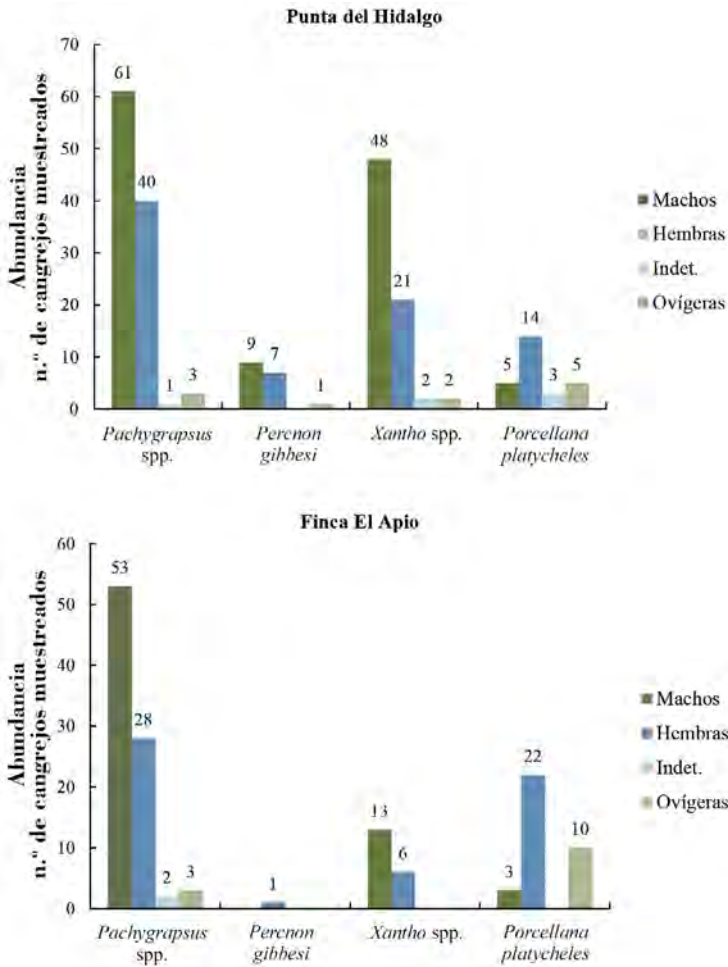 Punta del Hidalgo
Abundancia
n.º de cangrejos muestreados
70
60
50
40
30
20
10
0
61
40
1
3
9
7
1
48
21
2
2
5
14
3
5
Pachygrapsus
spp.
Percnon
gibbesi
Xantho spp.
Porcellana
platycheles
Machos
Hembras
Indet.
Ovígeras
Finca El Apio
Abundancia
n.º de cangrejos muestreados
60
50
40
30
20
10
0
53
28
2
3
1
13
6
3
22
10
Pachygrapsus
spp.
Percnon
gibbesi
Xantho spp.
Porcellana
platycheles
Machos
Hembras
Indet.
Ovígeras